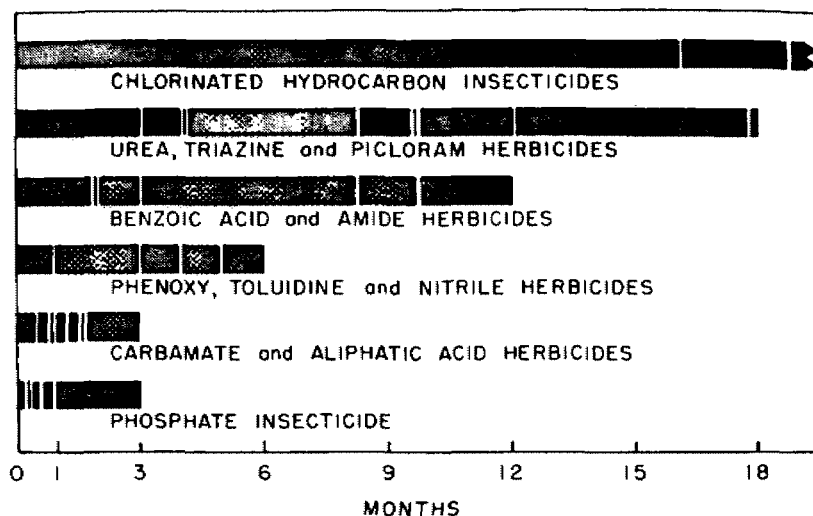 CHLORINATED HYDROCARBON INSECTICIDES
UREA, TRIAZINE and PICLORAM HERBICIDES
BENZOIC ACID and AMIDE HERBICIDES
PHENOXY, TOLUIDINE and NITRILE HERBICIDES
CARBAMATE and ALIPHATIC ACID HERBICIDES
PHOSPHATE INSECTICIDE
0 1 3 6 9 12 15 18
MONTHS